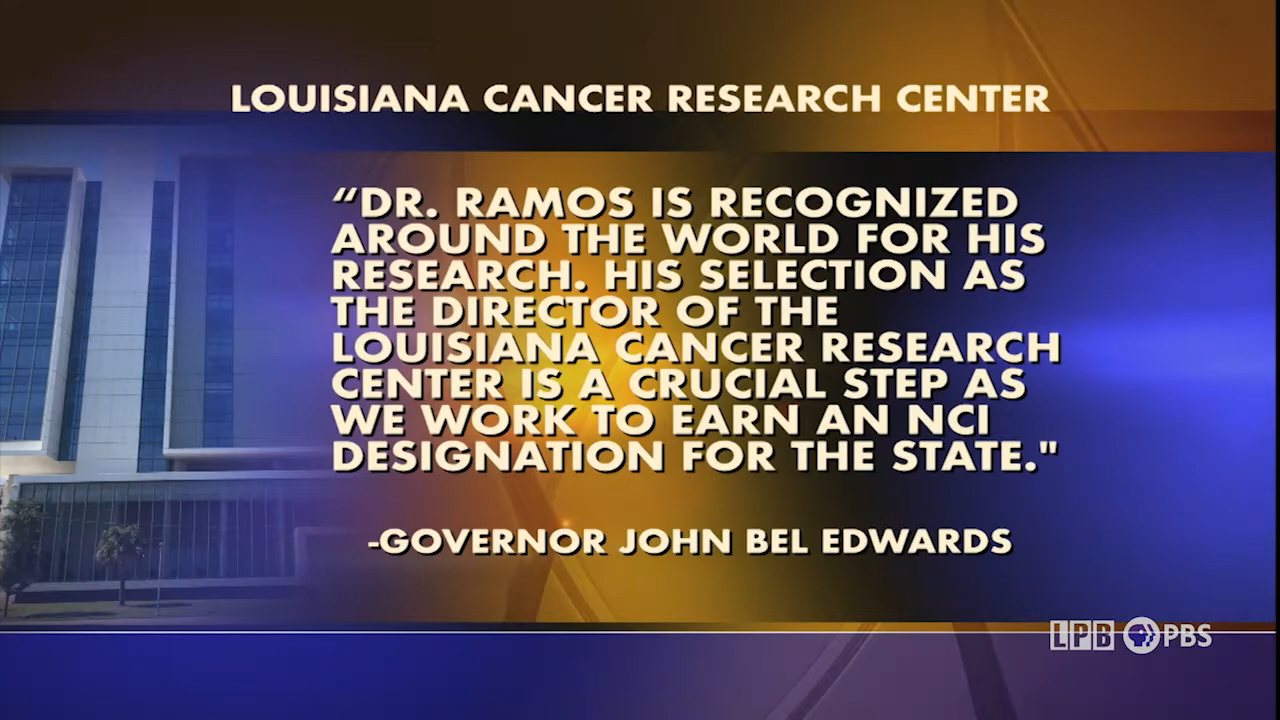 LOUISIANA CANCER RESEARCH CENTER
“DR. RAMOS IS RECOGNIZED
AROUND THE WORLD FOR HIS
RESEARCH. HIS SELECTION AS
THE DIRECTOR OF THE
LOUISIANA CANCER RESEARCH
CENTER IS A CRUCIAL STEP AS
WE WORK TO EARN AN NCI
DESIGNATION FOR THE STATE."
-GOVERNOR JOHN BEL EDWARDS
LPB PBS